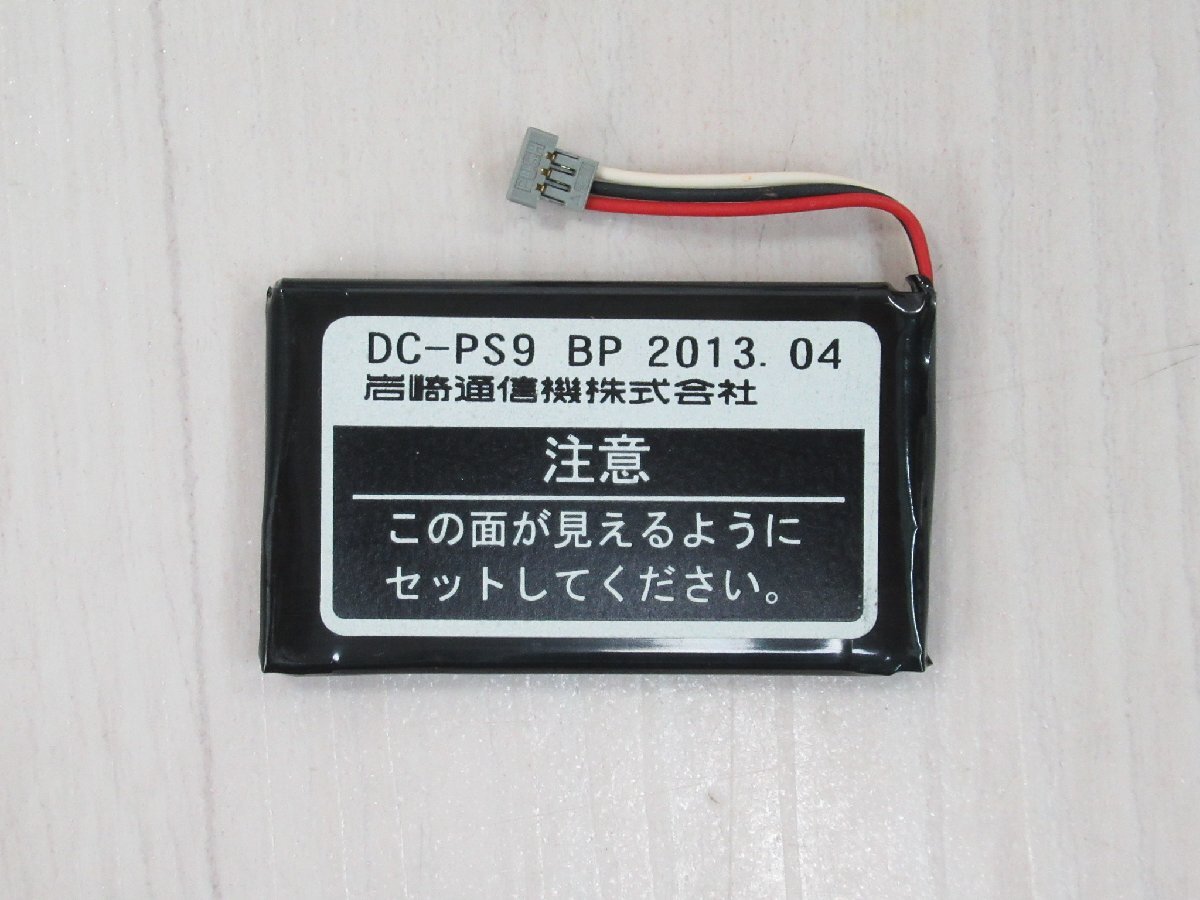 DC-PS9 BP 2013.04
岩崎通信機株式会社
注意
この面が見えるように
セットしてください。